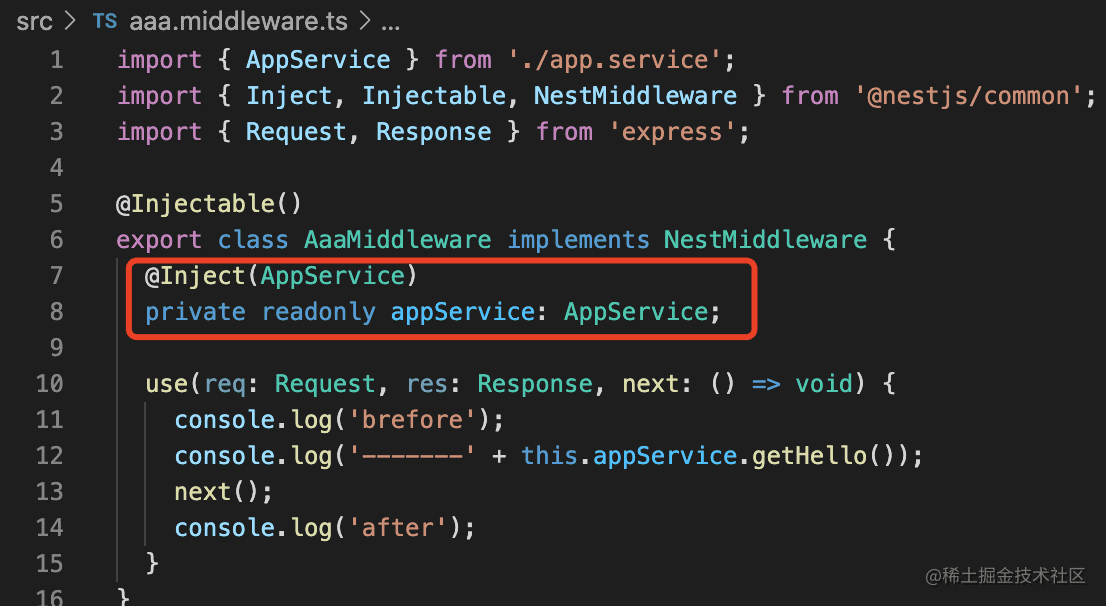 src > TS aaa.middleware.ts > ...
1 import { AppService } from './app.service';
2 import { Inject, Injectable, NestMiddleware } from '@nestjs/common';
3 import { Request, Response } from 'express';
4
5 @Injectable()
6 export class AaaMiddleware implements NestMiddleware {
7 @Inject(AppService)
8 private readonly appService: AppService;
9
10 use(req: Request, res: Response, next: () => void) {
11 console.log('brefore');
12 console.log('-------' + this.appService.getHello());
13 next();
14 console.log('after');
15 }
16 }
@稀土掘金技术社区